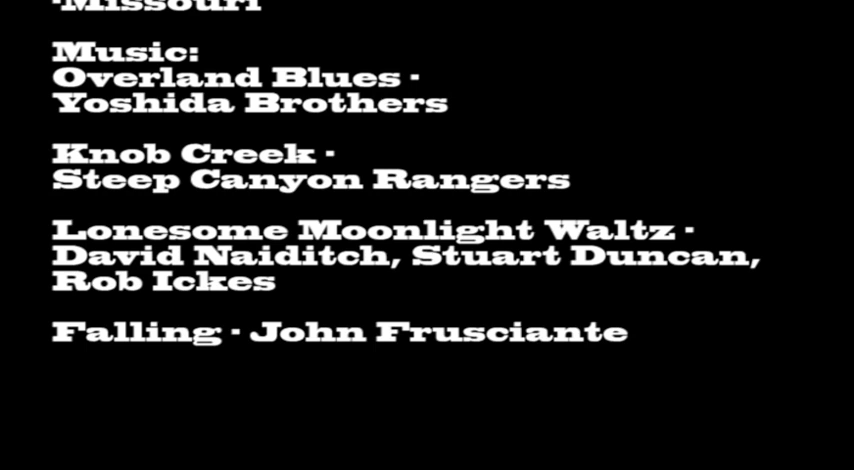 -Missouri
Music:
Overland Blues -
Yoshida Brothers
Knob Creek -
Steep Canyon Rangers
Lonesome Moonlight Waltz -
David Naiditch, Stuart Duncan,
Rob Ickes
Falling - John Frusciante